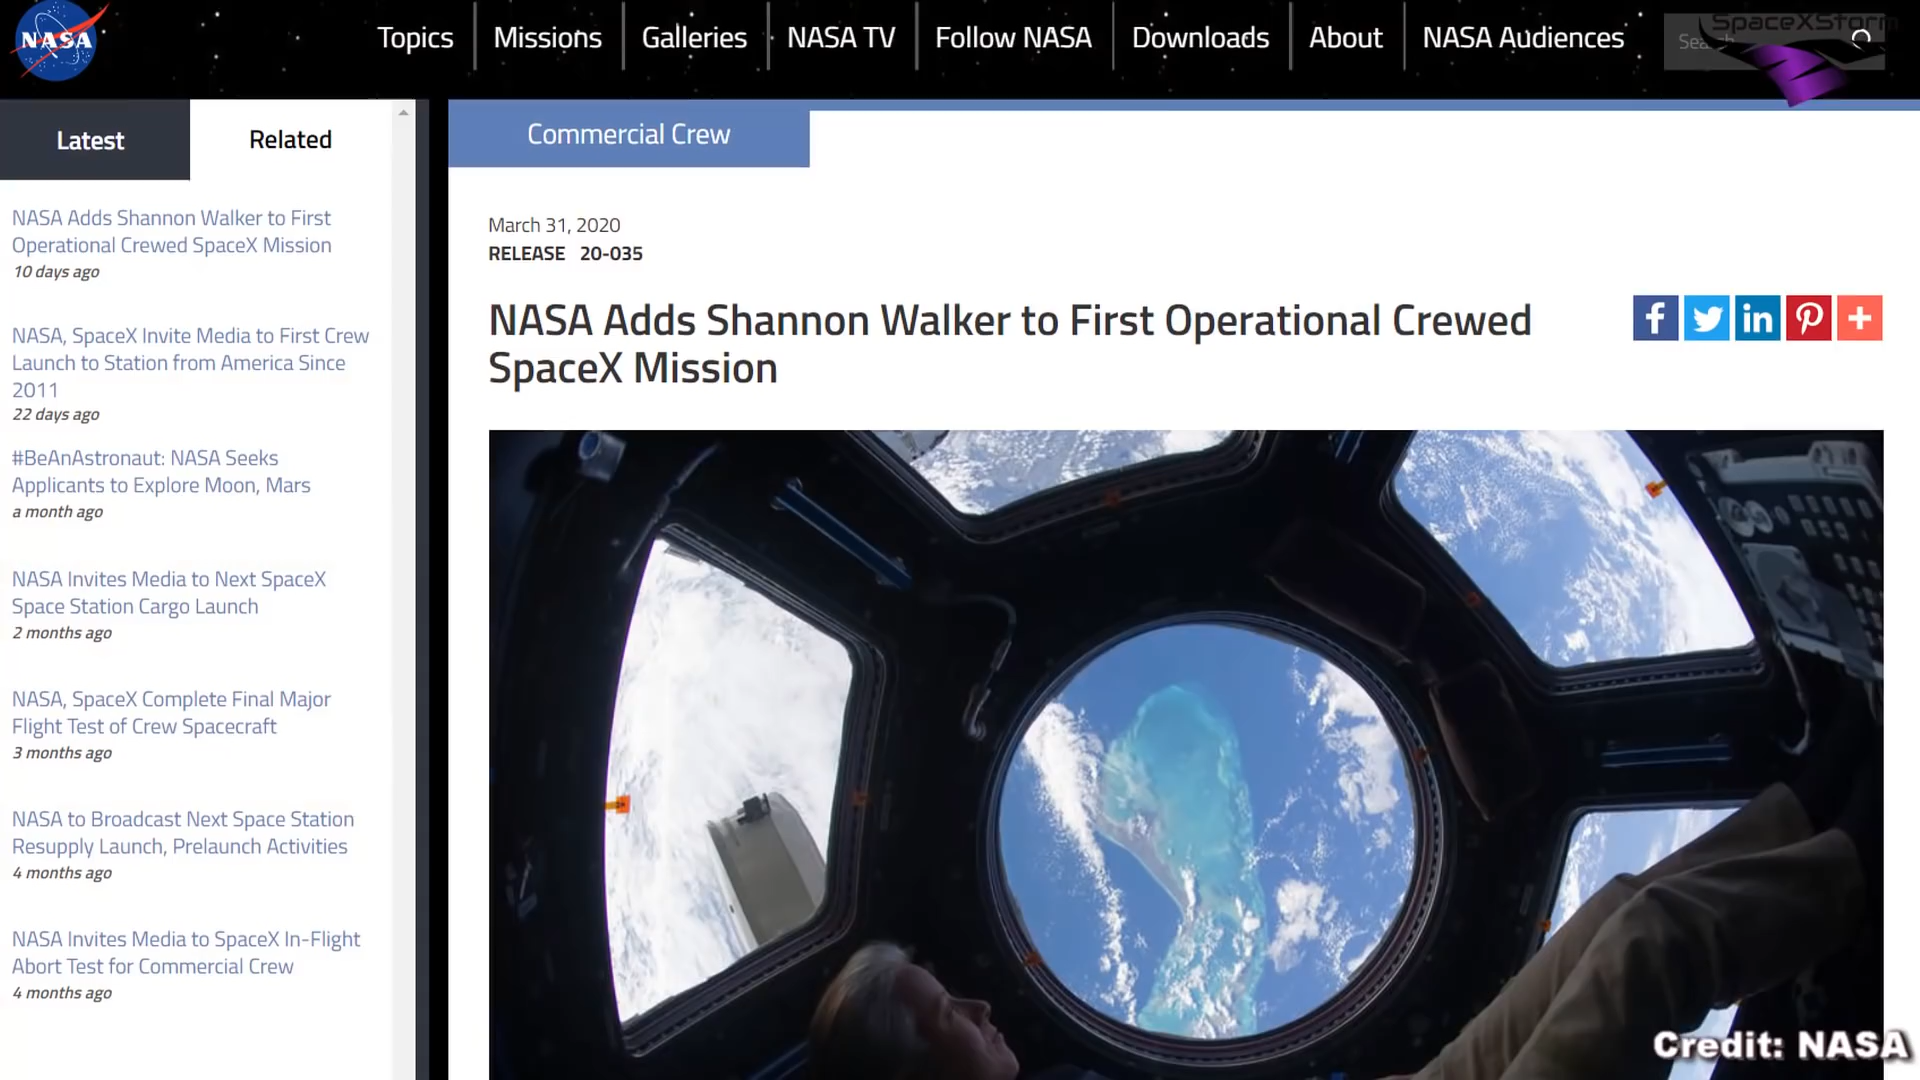 NASA
Topics
Missions
Galleries
NASA TV
Follow NASA
Downloads
About
NASA Audiences
Search
SpaceXStorm
Latest
Related
NASA Adds Shannon Walker to First
Operational Crewed SpaceX Mission
10 days ago
NASA, SpaceX Invite Media to First Crew
Launch to Station from America Since
2011
22 days ago
#BeAnAstronaut: NASA Seeks
Applicants to Explore Moon, Mars
a month ago
NASA Invites Media to Next SpaceX
Space Station Cargo Launch
2 months ago
NASA, SpaceX Complete Final Major
Flight Test of Crew Spacecraft
3 months ago
NASA to Broadcast Next Space Station
Resupply Launch, Prelaunch Activities
4 months ago
NASA Invites Media to SpaceX In-Flight
Abort Test for Commercial Crew
4 months ago
Commercial Crew
March 31, 2020
RELEASE 20-035
NASA Adds Shannon Walker to First Operational Crewed
SpaceX Mission
Credit: NASA